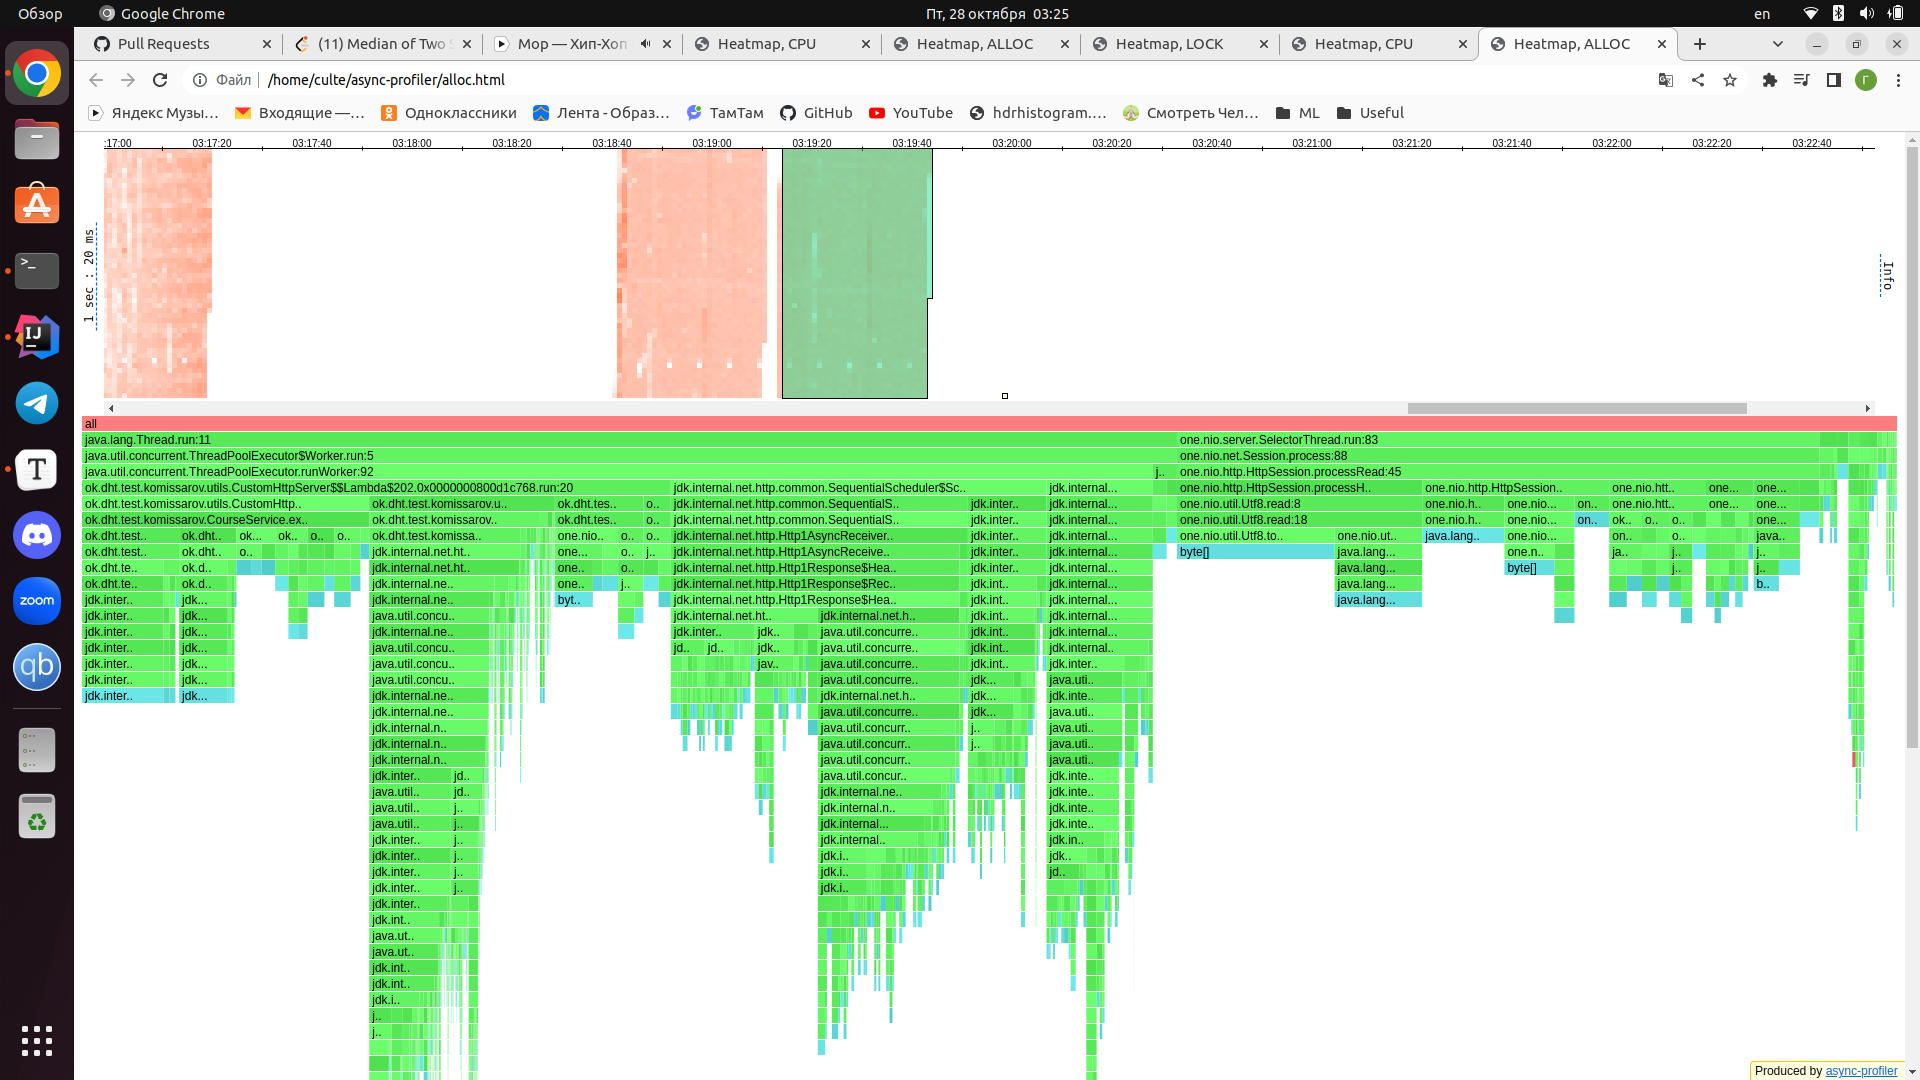 Обзор Google Chrome Пт, 28 октября 03:25 en
Pull Requests (11) Median of Two S Мор — Хип-Хоп Heatmap, CPU Heatmap, ALLOC Heatmap, LOCK Heatmap, CPU Heatmap, ALLOC
Файл /home/culte/async-profiler/alloc.html Г
Яндекс Музы… Входящие —… Одноклассники Лента - Образ… ТамТам GitHub YouTube hdrhistogram.… Смотреть Чел… ML Useful
:17:00 03:17:20 03:17:40 03:18:00 03:18:20 03:18:40 03:19:00 03:19:20 03:19:40 03:20:00 03:20:20 03:20:40 03:21:00 03:21:20 03:21:40 03:22:00 03:22:20 03:22:40
1 sec : 20 ms
Info
all
java.lang.Thread.run:11 one.nio.server.SelectorThread.run:83
java.util.concurrent.ThreadPoolExecutor$Worker.run:5 one.nio.net.Session.process:88
java.util.concurrent.ThreadPoolExecutor.runWorker:92 j.. one.nio.http.HttpSession.processRead:45
ok.dht.test.komissarov.utils.CustomHttpServer$$Lambda$202.0x0000000800d1c768.run:20 jdk.internal.net.http.common.SequentialScheduler$Sc.. jdk.internal... one.nio.http.HttpSession.processH.. one.nio.http.HttpSession.. one.nio.htt.. one... one...
ok.dht.test.komissarov.utils.CustomHttp.. ok.dht.test.komissarov.u.. ok.dht.tes.. o.. jdk.internal.net.http.common.SequentialS.. jdk.inter.. jdk.internal... one.nio.util.Utf8.read:8 one.nio.h.. one.nio... on.. one.nio.htt.. one... one...
ok.dht.test.komissarov.CourseService.ex.. ok.dht.test.komissarov.. ok.dht.tes.. o.. jdk.internal.net.http.common.SequentialS.. jdk.inter.. jdk.internal... one.nio.util.Utf8.read:18 one.nio.h.. one.nio... on.. ok.. o.. o.. one...
ok.dht.test.. ok.dht.. ok... ok.. o.. o.. ok.dht.test.komissa.. one.nio.. o.. o.. jdk.internal.net.http.Http1AsyncReceiver.. jdk.inter.. jdk.internal... one.nio.util.Utf8.to.. one.nio.ut.. java.lang.. one.nio... on.. o.. java..
ok.dht.test.. ok.dht.. o.. jdk.internal.net.ht.. one... o.. j.. jdk.internal.net.http.Http1AsyncReceive.. jdk.inter.. jdk.internal... byte[] java.lang... one.n.. ja.. j.. j..
ok.dht.te.. ok.d.. jdk.internal.net.ht.. one.. o.. jdk.internal.net.http.Http1Response$Hea.. jdk.inter.. jdk.internal... java.lang... byte[] j.. j..
ok.dht.te.. ok.d.. jdk.internal.ne.. one.. j.. jdk.internal.net.http.Http1Response$Rec.. jdk.int.. jdk.internal... java.lang... b..
jdk.inter.. jdk... jdk.internal.ne.. byt.. jdk.internal.net.http.Http1Response$Hea.. jdk.int.. jdk.internal... java.lang...
jdk.inter.. jdk... java.util.concu.. jdk.internal.net.ht.. jdk.internal.net.h.. jdk.int.. jdk.internal...
jdk.inter.. jdk... jdk.internal.ne.. jdk.inter.. jdk.. java.util.concurre.. jdk.int.. jdk.internal...
jdk.inter.. jdk... java.util.concu.. jd.. jd.. jdk.. java.util.concurre.. jdk.int.. jdk.internal..
jdk.inter.. jdk... java.util.concu.. jav.. java.util.concurre.. jdk.int.. jdk.inter..
jdk.inter.. jdk... java.util.concu.. java.util.concurre.. jdk... java.uti..
jdk.inter.. jdk... jdk.internal.ne.. jdk.internal.net.h.. jdk... jdk.inte..
jdk.internal.ne.. java.util.concurre.. jdk... java.uti..
jdk.internal.n.. java.util.concurr.. j.. java.uti..
jdk.internal.n.. java.util.concurr.. j.. java.uti..
jdk.internal.n.. java.util.concurr.. java.uti..
jdk.inter.. jd.. java.util.concur.. jdk.inte..
java.util.. jd.. jdk.internal.ne.. jdk.inte..
java.util.. j.. jdk.internal.n.. jdk.inte..
java.util.. j.. jdk.internal... jdk.inte..
jdk.inter.. j.. jdk.internal.. jdk.in..
jdk.inter.. j.. jdk.i.. jdk..
jdk.inter.. j.. jdk.i.. jd..
jdk.inter.. j.. jdk.i..
jdk.inter..
jdk.int..
java.ut..
java.ut..
jdk.int..
jdk.int..
jdk.i..
j..
j..
Produced by async-profiler